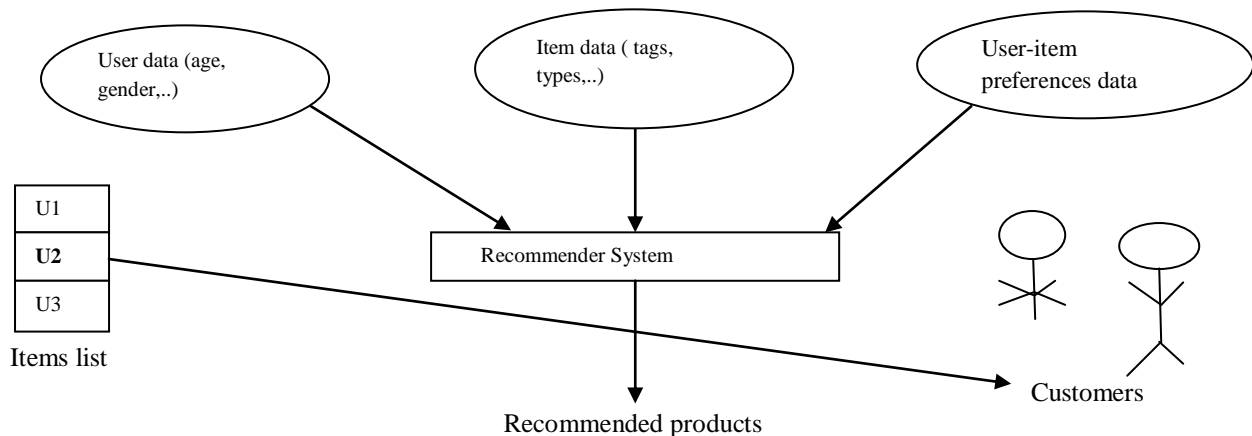 User data (age,
gender,..)
Item data ( tags,
types,..)
User-item
preferences data
U1
U2
U3
Items list
Recommender System
Customers
Recommended products